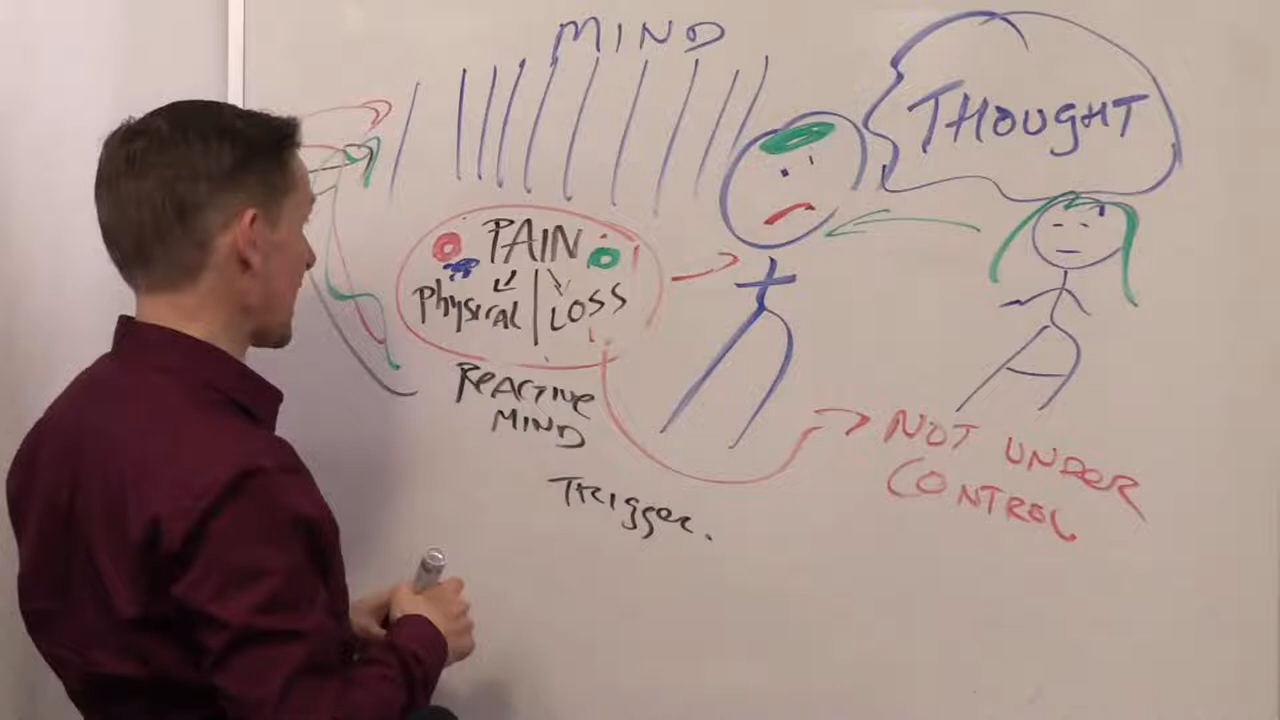 MIND
THOUGHT
PAIN
Physical
LOSS
REACTIVE
MIND
NOT UNDER
CONTROL
TRIgger.